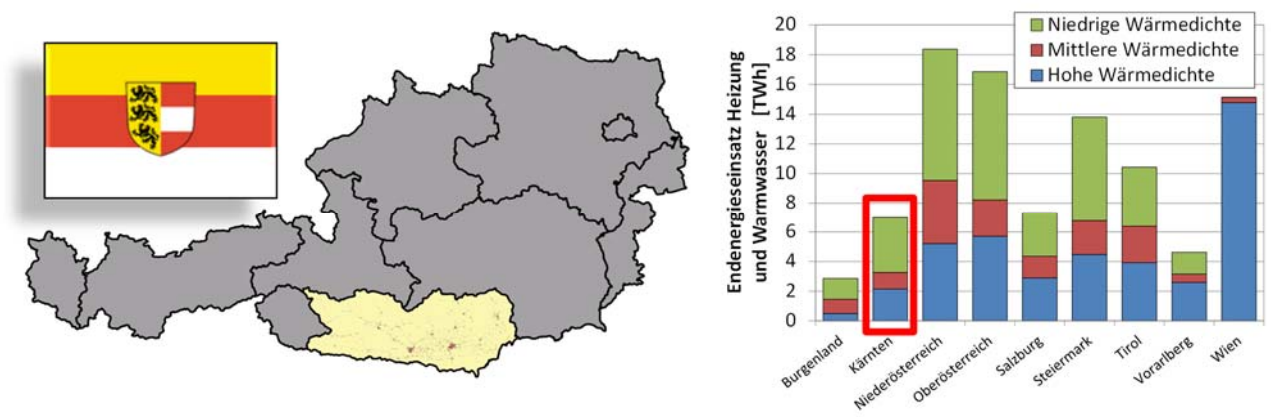 20
18
16
14
12
10
8
6
4
2
0
Endenergieseinsatz Heizung
und Warmwasser [TWh]
Niedrige Wärmedichte
Mittlere Wärmedichte
Hohe Wärmedichte
Burgenland
Kärnten
Niederösterreich
Oberösterreich
Salzburg
Steiermark
Tirol
Vorarlberg
Wien